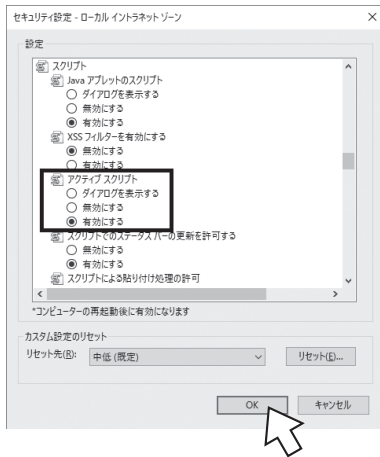 セキュリティ設定 - ローカル イントラネット ゾーン
設定
スクリプト
Java アプレットのスクリプト
ダイアログを表示する
無効にする
有効にする
XSS フィルターを有効にする
無効にする
有効にする
アクティブ スクリプト
ダイアログを表示する
無効にする
有効にする
スクリプトでのステータス バーの更新を許可する
無効にする
有効にする
スクリプトによる貼り付け処理の許可
*コンピューターの再起動後に有効になります
カスタム設定のリセット
リセット先(R): 中低 (既定) リセット(E)...
OK キャンセル